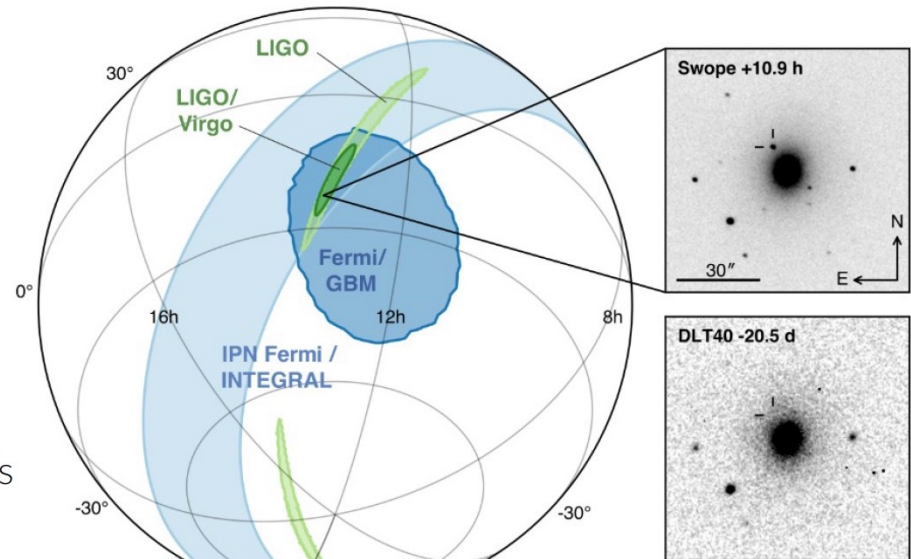 LIGO
30°
LIGO/
Virgo
Fermi/
GBM
0°
16h
12h
8h
IPN Fermi /
INTEGRAL
S
-30°
-30°
Swope +10.9 h
N
30″
E
DLT40 -20.5 d